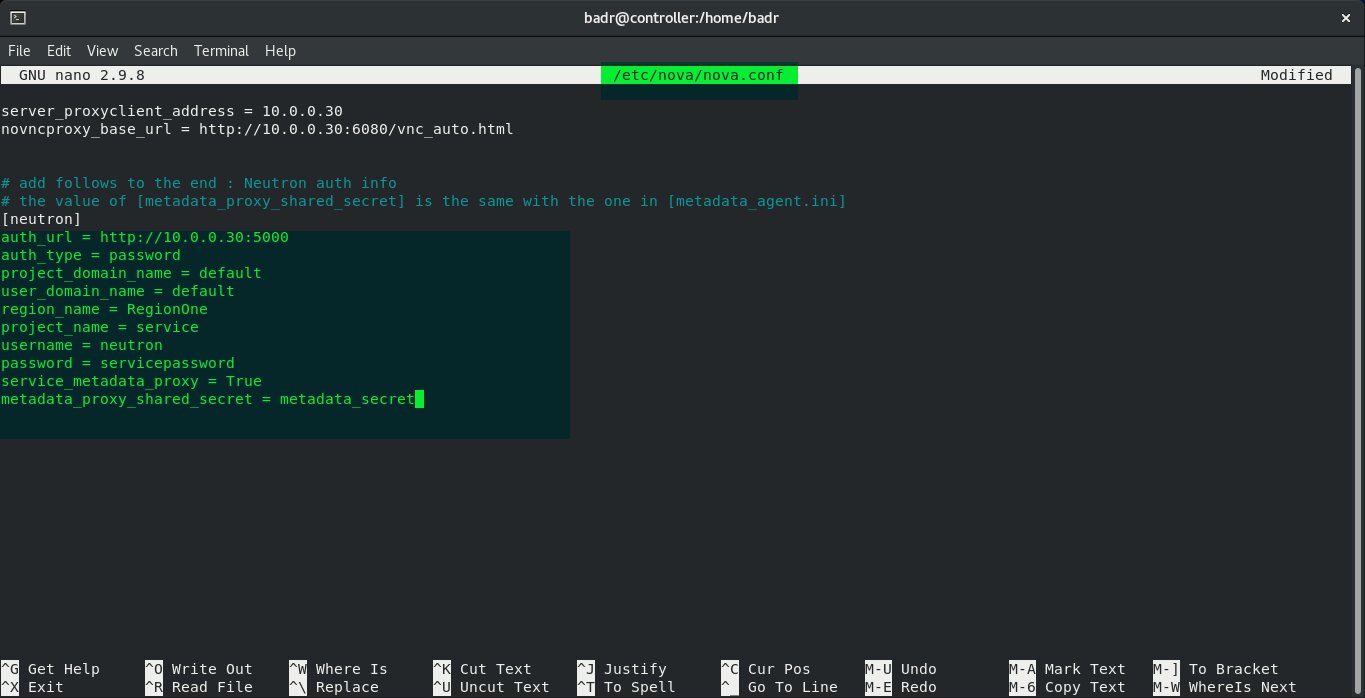 badr@controller:/home/badr
×
File Edit View Search Terminal Help
GNU nano 2.9.8 /etc/nova/nova.conf Modified
server_proxyclient_address = 10.0.0.30
novncproxy_base_url = http://10.0.0.30:6080/vnc_auto.html
# add follows to the end : Neutron auth info
# the value of [metadata_proxy_shared_secret] is the same with the one in [metadata_agent.ini]
[neutron]
auth_url = http://10.0.0.30:5000
auth_type = password
project_domain_name = default
user_domain_name = default
region_name = RegionOne
project_name = service
username = neutron
password = servicepassword
service_metadata_proxy = True
metadata_proxy_shared_secret = metadata_secret
^G Get Help ^O Write Out ^W Where Is ^K Cut Text ^J Justify ^C Cur Pos M-U Undo M-A Mark Text M-] To Bracket
^X Exit ^R Read File ^\ Replace ^U Uncut Text ^T To Spell ^_ Go To Line M-E Redo M-6 Copy Text M-W WhereIs Next